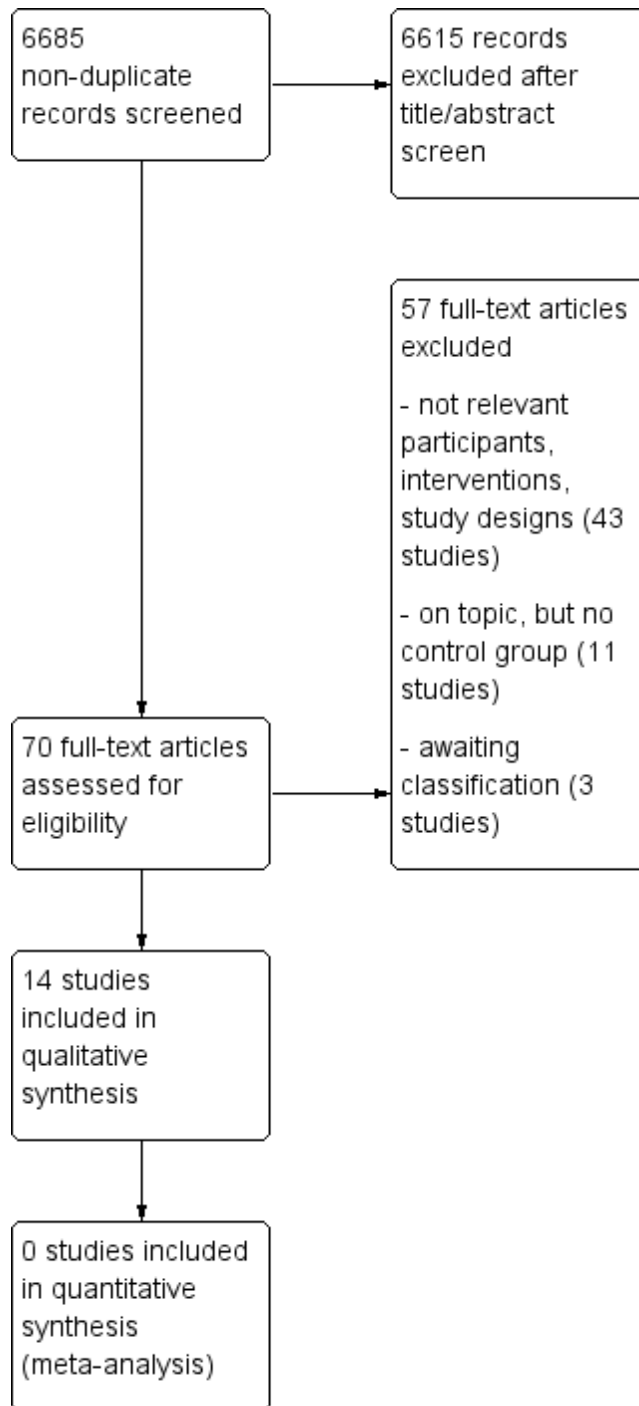 6685
non-duplicate
records screened
6615 records
excluded after
title/abstract
screen
57 full-text articles
excluded
- not relevant
participants,
interventions,
study designs (43
studies)
- on topic, but no
control group (11
studies)
- awaiting
classification (3
studies)
70 full-text articles
assessed for
eligibility
14 studies
included in
qualitative
synthesis
0 studies included
in quantitative
synthesis
(meta-analysis)